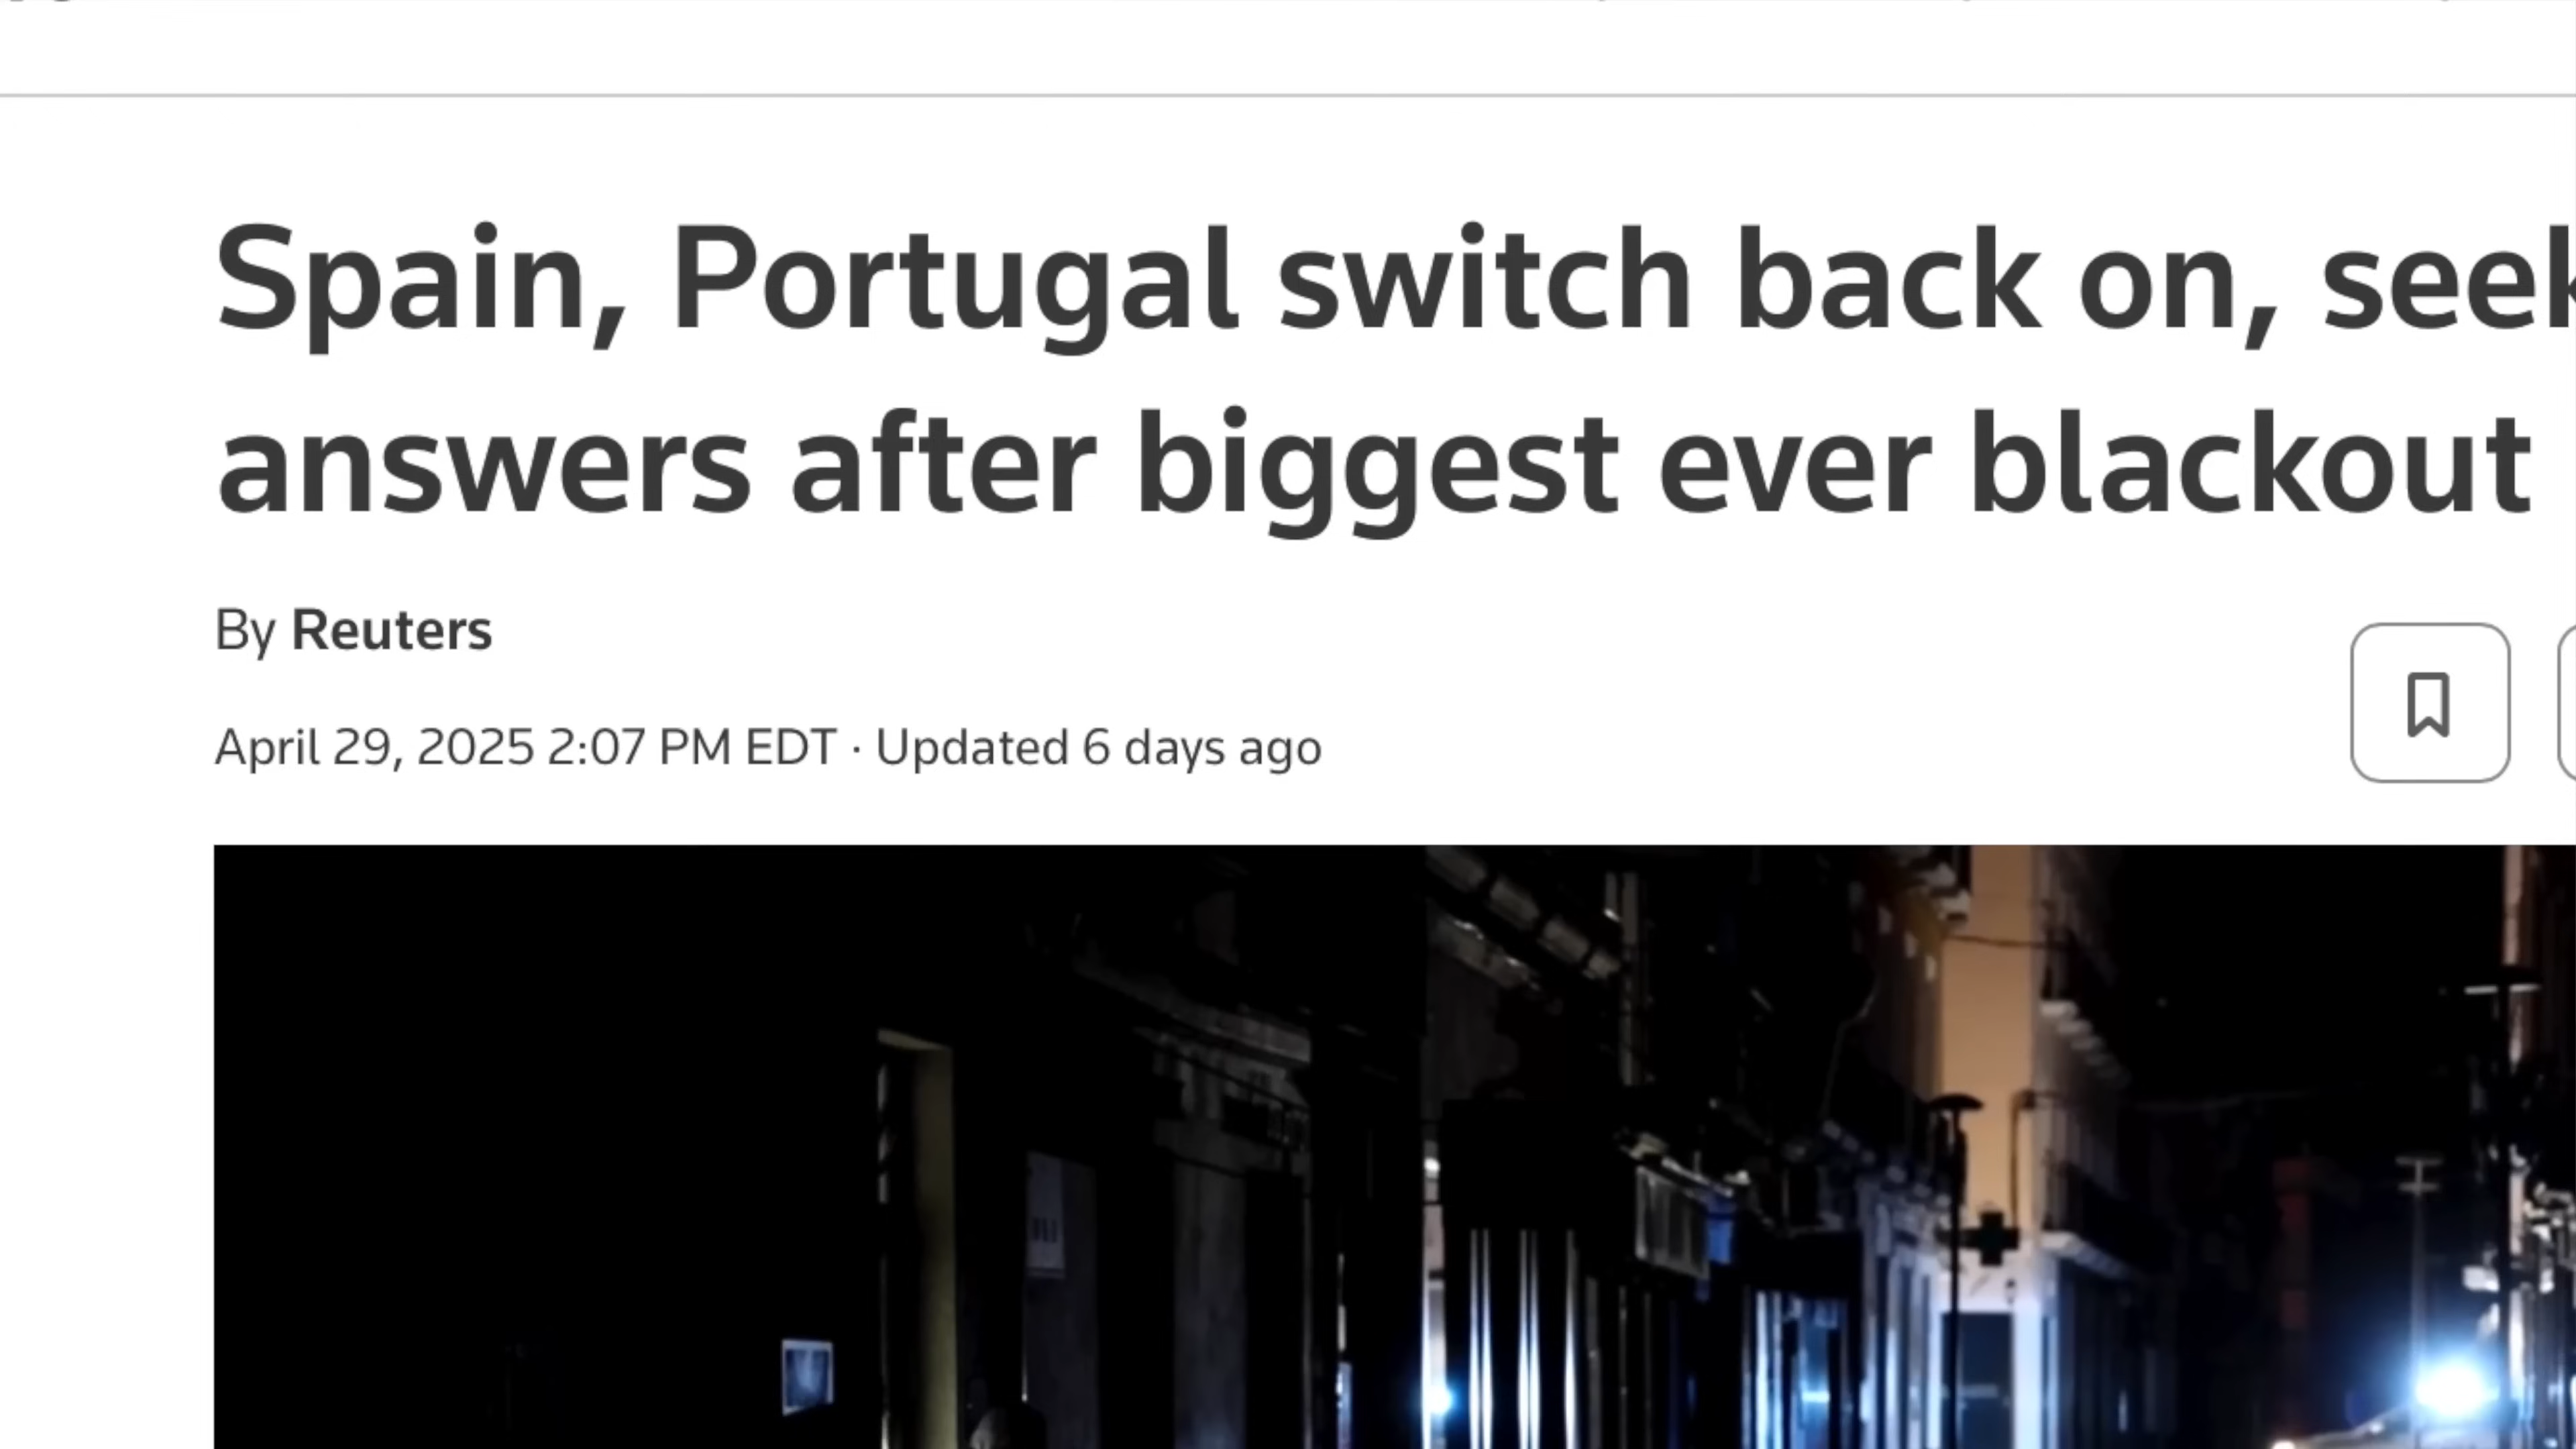 Spain, Portugal switch back on, seek
answers after biggest ever blackout
By Reuters
April 29, 2025 2:07 PM EDT · Updated 6 days ago